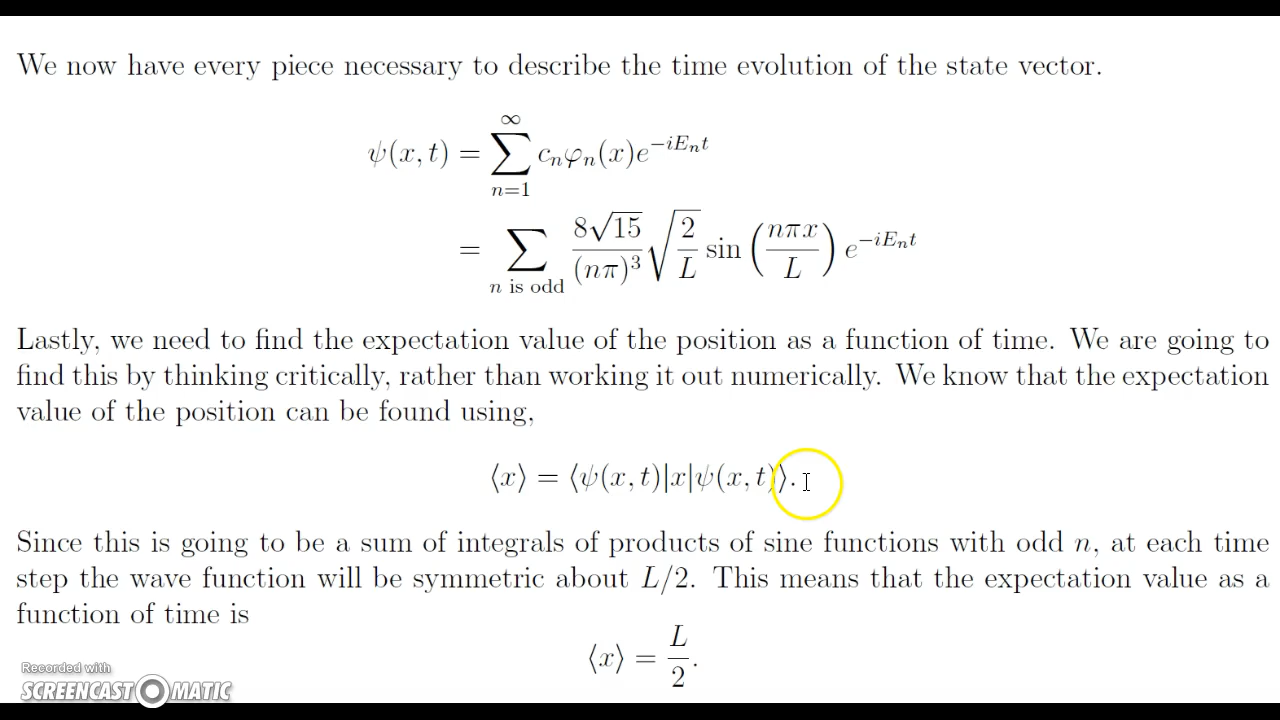 We now have every piece necessary to describe the time evolution of the state vector.
ψ(x, t) = ∑_{n=1}^{∞} c_n φ_n(x) e^{−iE_n t}
= ∑_{n is odd} \frac{8√15}{(nπ)^3} √{\frac{2}{L}} sin(\frac{nπx}{L}) e^{−iE_n t}
Lastly, we need to find the expectation value of the position as a function of time. We are going to
find this by thinking critically, rather than working it out numerically. We know that the expectation
value of the position can be found using,
⟨x⟩ = ⟨ψ(x, t)|x|ψ(x, t)⟩.
Since this is going to be a sum of integrals of products of sine functions with odd n, at each time
step the wave function will be symmetric about L/2. This means that the expectation value as a
function of time is
⟨x⟩ = \frac{L}{2}.
Recorded with
SCREENCAST O MATIC